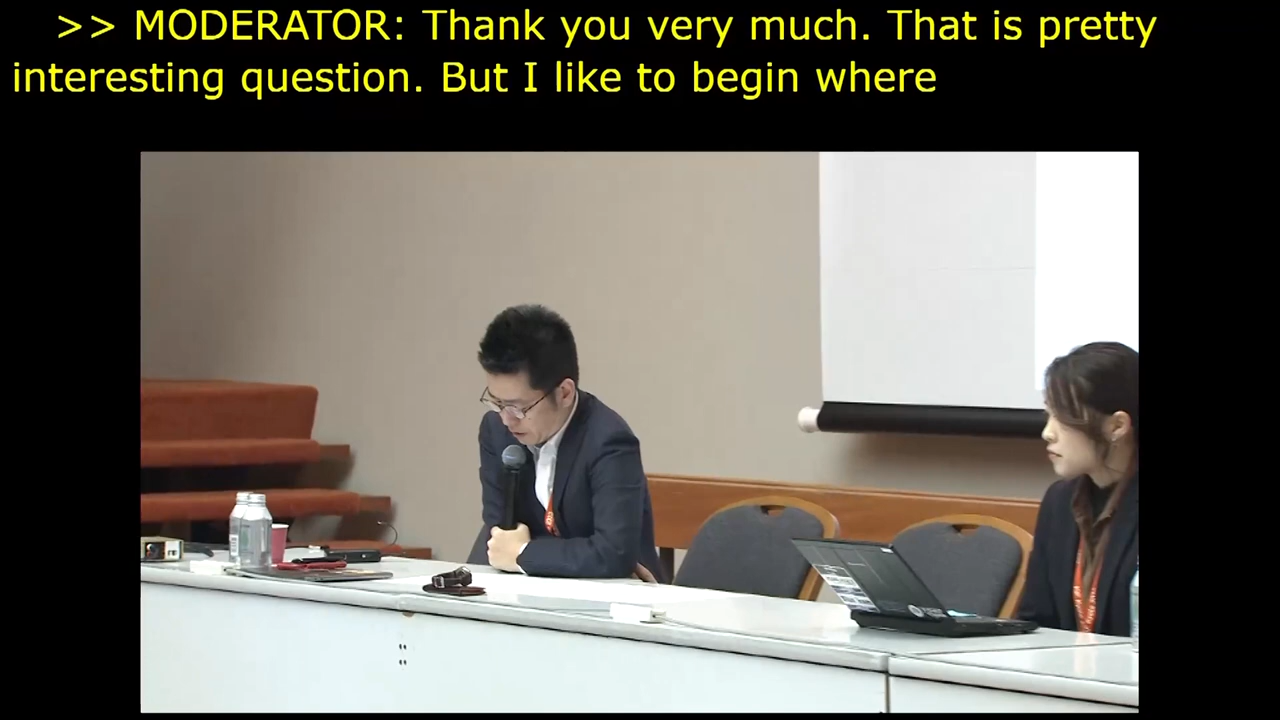 >> MODERATOR: Thank you very much. That is pretty
interesting question. But I like to begin where